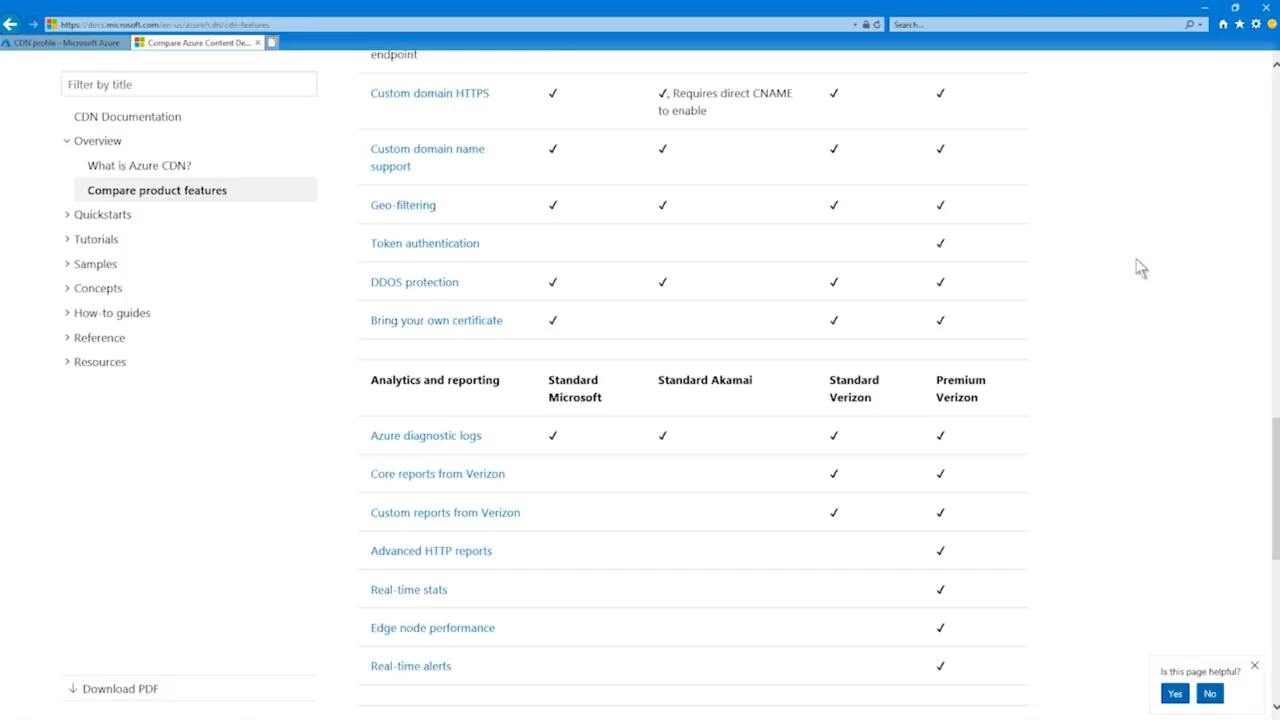 https://docs.microsoft.com/en-us/azure/cdn/cdn-features
Search...
CDN profile - Microsoft Azure
Compare Azure Content De...
Filter by title
CDN Documentation
Overview
What is Azure CDN?
Compare product features
Quickstarts
Tutorials
Samples
Concepts
How-to guides
Reference
Resources
Download PDF
endpoint
Custom domain HTTPS ✓ ✓, Requires direct CNAME ✓ ✓
to enable
Custom domain name ✓ ✓ ✓ ✓
support
Geo-filtering ✓ ✓ ✓ ✓
Token authentication ✓
DDOS protection ✓ ✓ ✓ ✓
Bring your own certificate ✓ ✓ ✓
Analytics and reporting Standard Standard Akamai Standard Premium
Microsoft Verizon Verizon
Azure diagnostic logs ✓ ✓ ✓ ✓
Core reports from Verizon ✓ ✓
Custom reports from Verizon ✓ ✓
Advanced HTTP reports ✓
Real-time stats ✓
Edge node performance ✓
Real-time alerts ✓
Is this page helpful?
Yes No